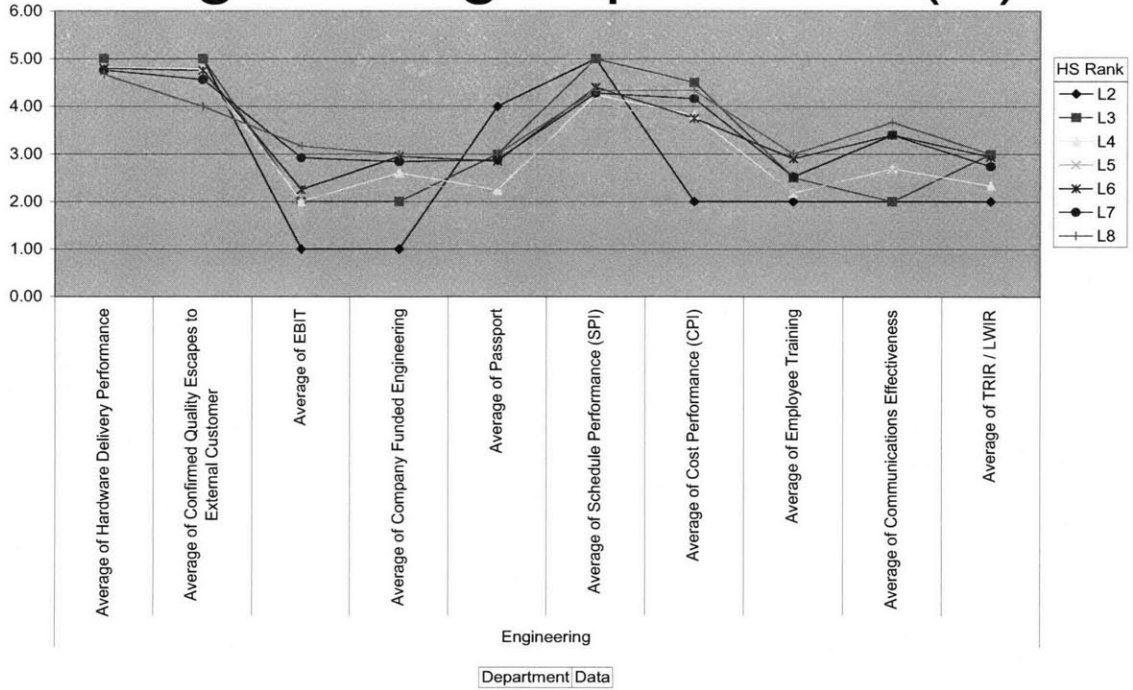 6.00
5.00
4.00
3.00
2.00
1.00
0.00
HS Rank
L2
L3
L4
L5
L6
L7
L8
Average of Hardware Delivery Performance
Average of Confirmed Quality Escapes to
External Customer
Average of EBIT
Average of Company Funded Engineering
Average of Passport
Average of Schedule Performance (SPI)
Average of Cost Performance (CPI)
Average of Employee Training
Average of Communications Effectiveness
Average of TRIR / LWIR
Engineering
Department Data